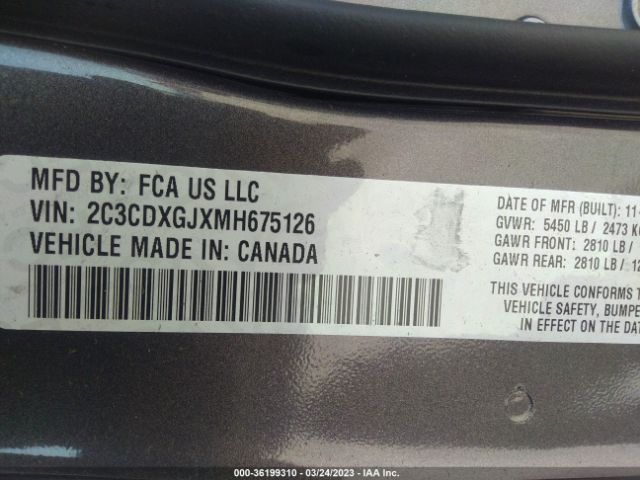 MFD BY: FCA US LLC
VIN: 2C3CDXGJXMH675126
VEHICLE MADE IN: CANADA
DATE OF MFR (BUILT): 11-
GVWR: 5450 LB / 2473 K
GAWR FRONT: 2810 LB /
GAWR REAR: 2810 LB / 12
THIS VEHICLE CONFORMS T
VEHICLE SAFETY, BUMPE
IN EFFECT ON THE DAT
000-36199310 - 03/24/2023 - IAA Inc.